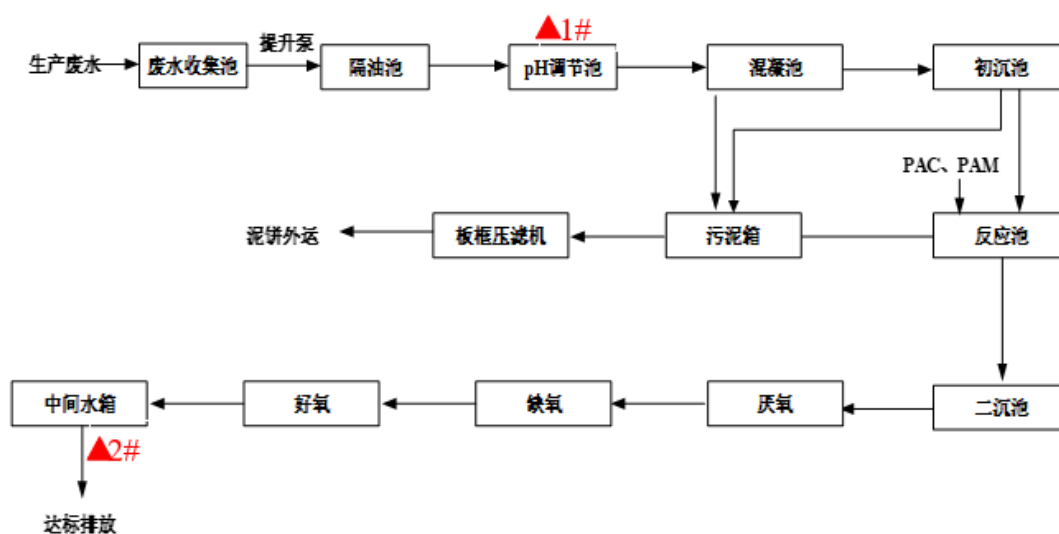 ▲1#
提升泵
生产废水
废水收集池
隔油池
pH调节池
混凝池
初沉池
PAC、PAM
泥饼外送
板框压滤机
污泥箱
反应池
中间水箱
好氧
缺氧
厌氧
二沉池
▲2#
达标排放